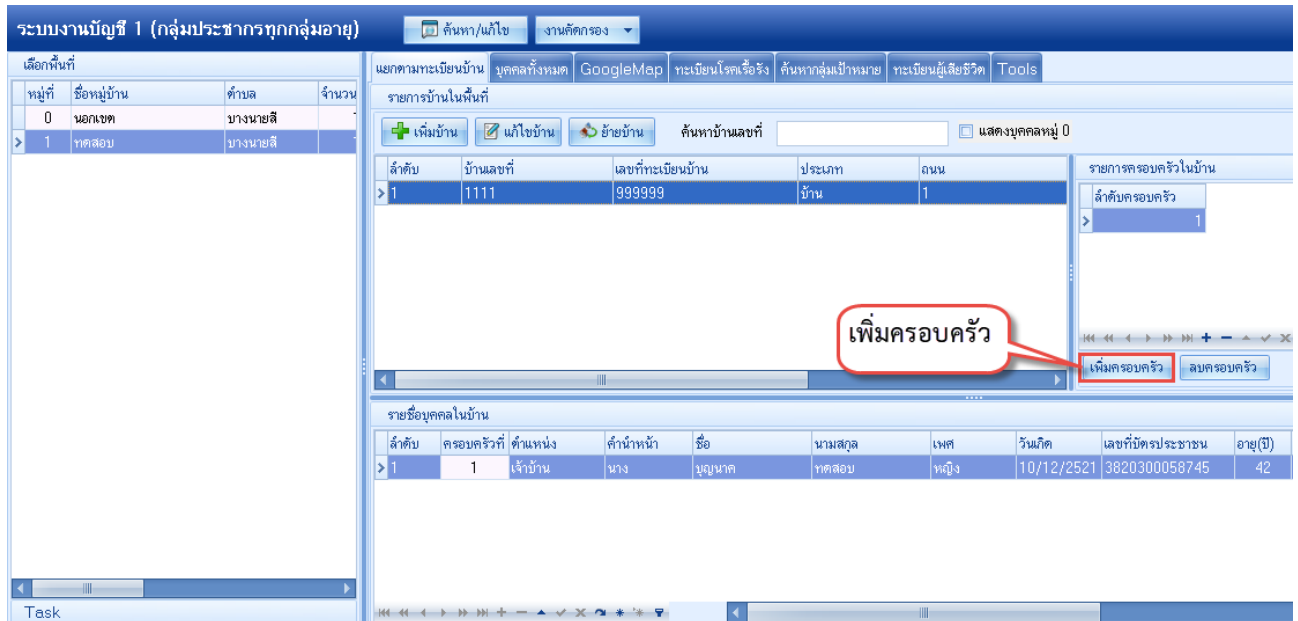 ระบบงานบัญชี 1 (กลุ่มประชากรทุกกลุ่มอายุ) ค้นหา/แก้ไข งานคัดกรอง
เลือกพื้นที่
หมู่ที่ ชื่อหมู่บ้าน ตำบล จำนวน
0 นอกเขต บางนายสี
1 ทดสอบ บางนายสี
Task
แยกตามทะเบียนบ้าน บุคคลทั้งหมด GoogleMap ทะเบียนโรคเรื้อรัง ค้นหากลุ่มเป้าหมาย ทะเบียนผู้เสียชีวิต Tools
รายการบ้านในพื้นที่
เพิ่มบ้าน แก้ไขบ้าน ย้ายบ้าน ค้นหาบ้านเลขที่ แสดงบุคคลหมู่ 0
ลำดับ บ้านเลขที่ เลขที่ทะเบียนบ้าน ประเภท ถนน
1 1111 999999 บ้าน 1
รายการครอบครัวในบ้าน
ลำดับครอบครัว
1
เพิ่มครอบครัว
เพิ่มครอบครัว ลบครอบครัว
รายชื่อบุคคลในบ้าน
ลำดับ ครอบครัวที่ ตำแหน่ง คำนำหน้า ชื่อ นามสกุล เพศ วันเกิด เลขที่บัตรประชาชน อายุ(ปี)
1 1 เจ้าบ้าน นาง บุญนาค ทดสอบ หญิง 10/12/2521 3820300058745 42